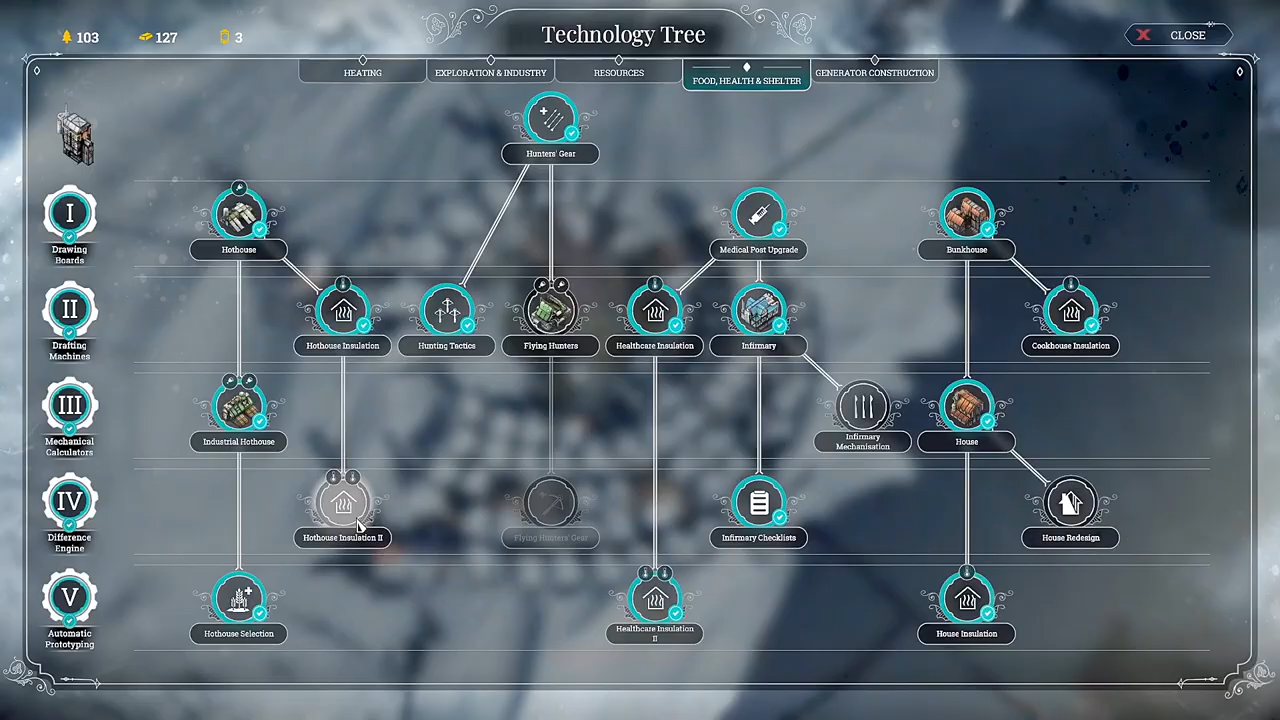 103
127
3
Technology Tree
CLOSE
HEATING
EXPLORATION & INDUSTRY
RESOURCES
FOOD, HEALTH & SHELTER
GENERATOR CONSTRUCTION
Hunters' Gear
I
Drawing
Boards
Hothouse
Medical Post Upgrade
Bunkhouse
II
Drafting
Machines
Hothouse Insulation
Hunting Tactics
Flying Hunters
Healthcare Insulation
Infirmary
Cookhouse Insulation
III
Mechanical
Calculators
Industrial Hothouse
Infirmary
Mechanisation
House
IV
Difference
Engine
Hothouse Insulation II
Flying Hunters' Gear
Infirmary Checklists
House Redesign
V
Automatic
Prototyping
Hothouse Selection
Healthcare Insulation
II
House Insulation